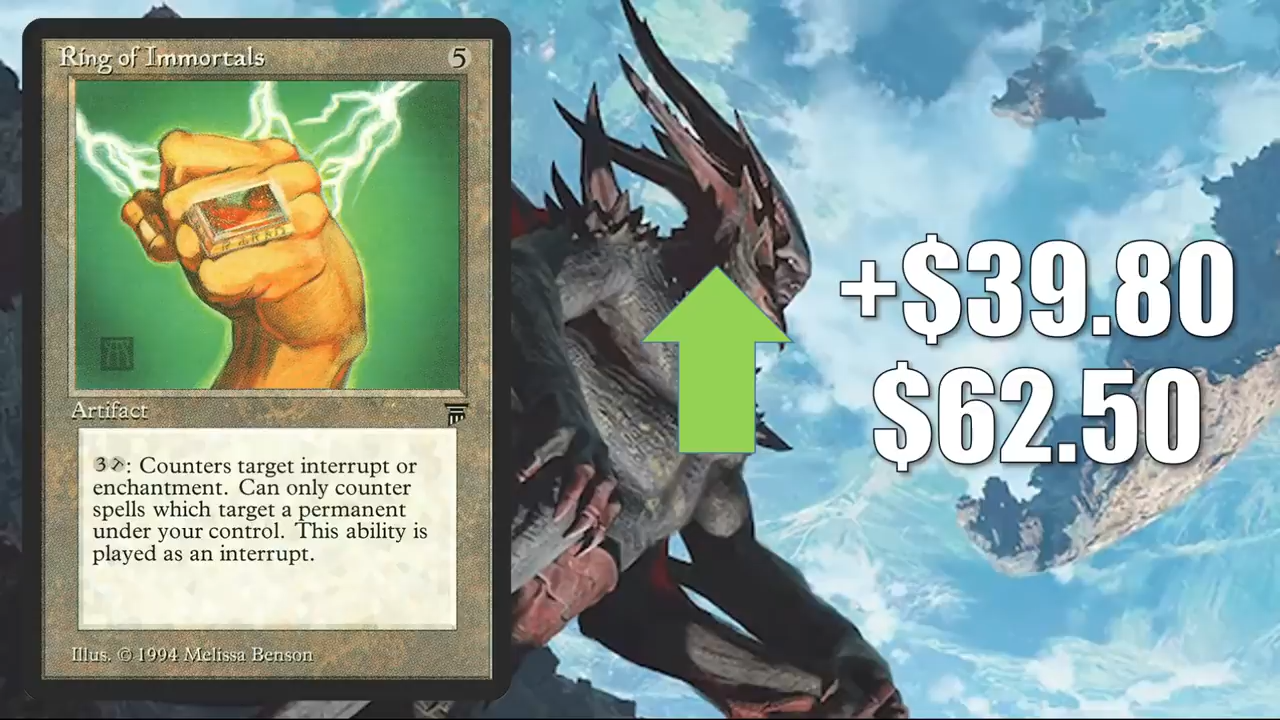 Ring of Immortals 5
Artifact
3: Counters target interrupt or
enchantment. Can only counter
spells which target a permanent
under your control. This ability is
played as an interrupt.
Illus. © 1994 Melissa Benson
+$39.80
$62.50